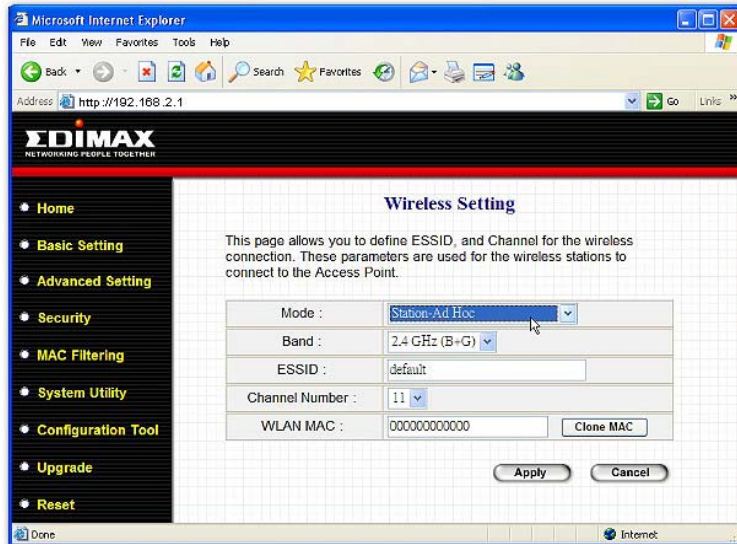 Microsoft Internet Explorer
File Edit View Favorites Tools Help
Back Search Favorites
Address http://192.168.2.1 Go Links »
EDIMAX
NETWORKING PEOPLE TOGETHER
Home
Basic Setting
Advanced Setting
Security
MAC Filtering
System Utility
Configuration Tool
Upgrade
Reset
Wireless Setting
This page allows you to define ESSID, and Channel for the wireless
connection. These parameters are used for the wireless stations to
connect to the Access Point.
Mode : Station-Ad Hoc
Band : 2.4 GHz (B+G)
ESSID : default
Channel Number : 11
WLAN MAC : 000000000000 Clone MAC
Apply Cancel
Done Internet